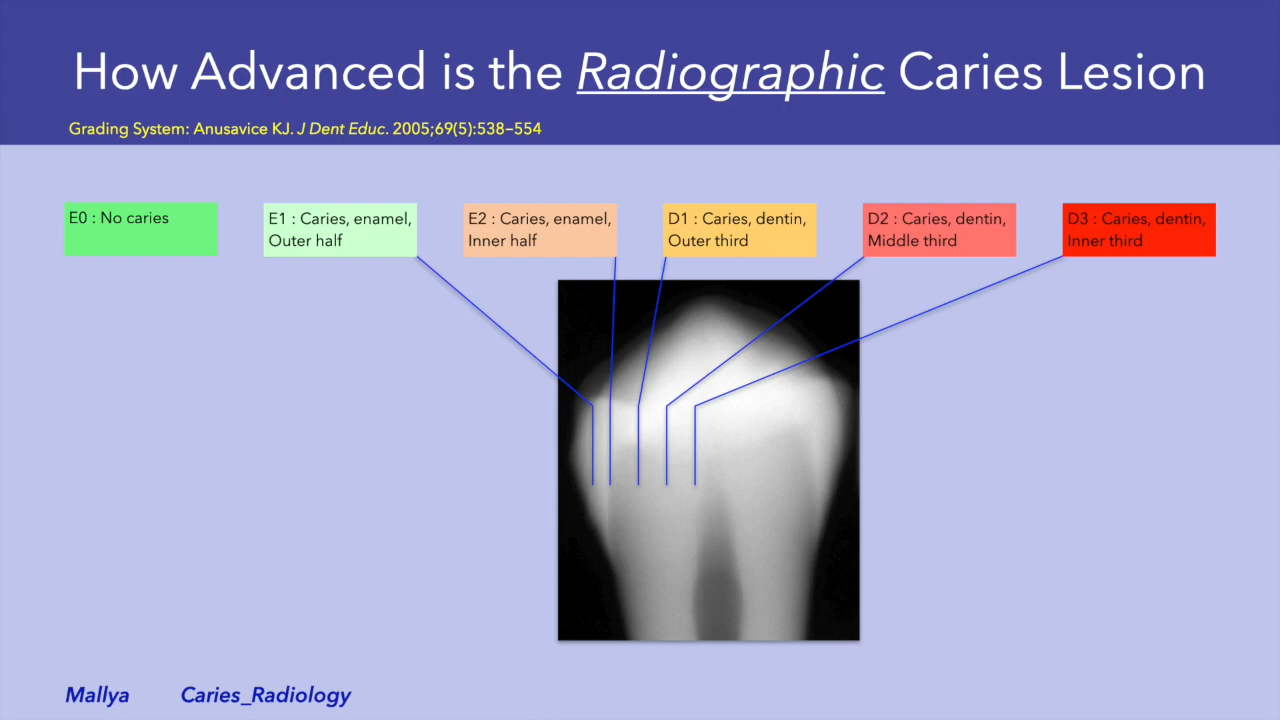 How Advanced is the Radiographic Caries Lesion
Grading System: Anusavice KJ. J Dent Educ. 2005;69(5):538–554
E0 : No caries
E1 : Caries, enamel,
Outer half
E2 : Caries, enamel,
Inner half
D1 : Caries, dentin,
Outer third
D2 : Caries, dentin,
Middle third
D3 : Caries, dentin,
Inner third
Mallya Caries_Radiology